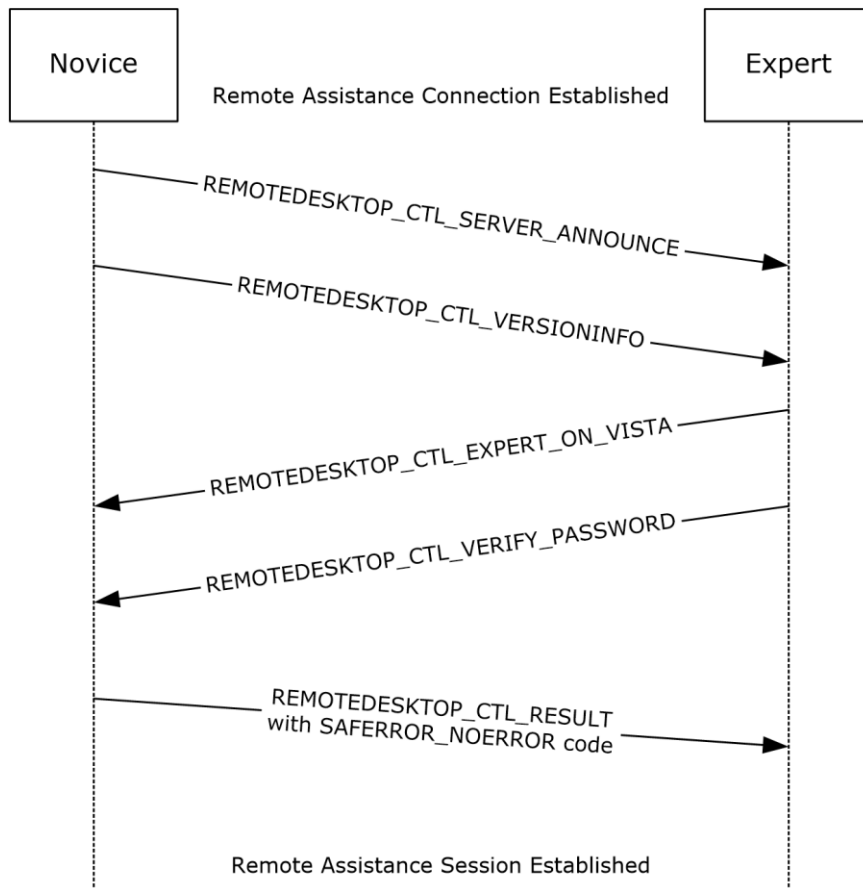 Novice
Expert
Remote Assistance Connection Established
REMOTEDESKTOP_CTL_SERVER_ANNOUNCE
REMOTEDESKTOP_CTL_VERSIONINFO
REMOTEDESKTOP_CTL_EXPERT_ON_VISTA
REMOTEDESKTOP_CTL_VERIFY_PASSWORD
REMOTEDESKTOP_CTL_RESULT
with SAFERROR_NOERROR code
Remote Assistance Session Established